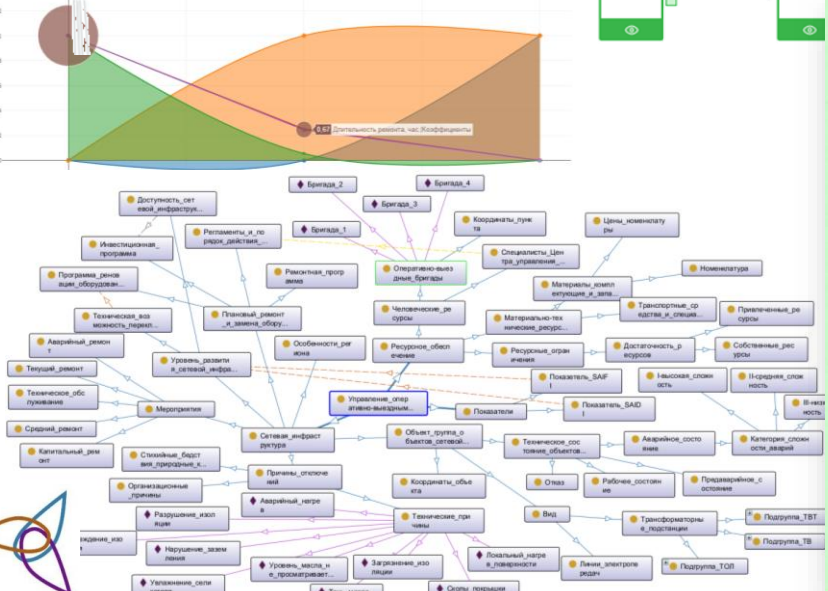 0.67 Длительность ремонта, час |Коэффициенты
Бригада_2
Бригада_4
Доступность_сет
евой_инфраструк...
Бригада_3
Регламенты_и_по
рядок_действия_...
Бригада_1
Координаты_пунк
та
Цены_номенклату
ры
Инвестиционная_
программа
Специалисты_Цен
тра_управление_...
Программа_ренов
ации_оборудован...
Ремонтная_прогр
амма
Оперативно-выез
дные_бригады
Номенклатура
Материалы_компл
ектующие_и_запа...
Техническая_воз
можность_перекл...
Плановый_ремонт
_и_замена_обору...
Человеческие_ре
сурсы
Материально-тех
нические_ресурс...
Транспортные_ср
едства_и_специа...
Привлеченные_ре
сурсы
Аварийный_ремон
т
Особенности_рег
иона
Ресурсное_обесп
ечение
Ресурсные_огран
ичения
Достаточность_р
есурсов
Собственные_рес
урсы
Текущий_ремонт
Уровень_развити
я_сетевой_инфра...
Показатель_SAIF
I
I-высокая_сложн
ость
II-средняя_слож
ность
Техническое_обс
луживание
Мероприятия
Управление_опер
ативно-выездным...
Показатели
Показатель_SAID
I
ность
Средний_ремонт
Сетевая_инфраст
руктура
Объект_группа_о
бъектов_сетевой...
Техническое_сос
тояние_объектов...
Аварийное_состо
яние
Категория_сложн
ости_аварий
Капитальный_рем
онт
Стихийные_бедст
вия_природные_к...
Причины_отключе
ний
Координаты_объе
кта
Отказ
Рабочее_состоян
ие
Предаварийное_с
остояние
Организационные
_причины
Аварийный_нагре
в
Разрушение_изол
яции
Технические_при
чины
Вид
Трансформаторны
е_подстанции
Подгруппа_ТВТ
Подгруппа_ТВ
ждение_изо
Нарушение_зазем
ления
Уровень_масла_н
е_просматривает...
Загрязнение_изо
ляции
Локальный_нагре
в_поверхности
Линии_электропе
редач
Подгруппа_ТОЛ
Увлажнение_сили